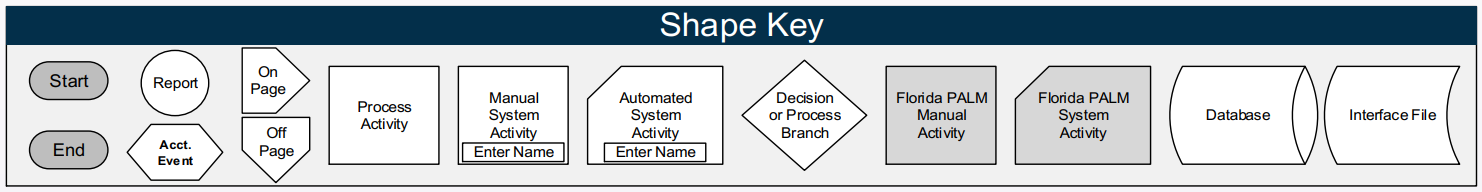 Shape Key
Start
End
Report
Acct.
Event
On
Page
Off
Page
Process
Activity
Manual
System
Activity
Enter Name
Automated
System
Activity
Enter Name
Decision
or Process
Branch
Florida PALM
Manual
Activity
Florida PALM
System
Activity
Database
Interface File